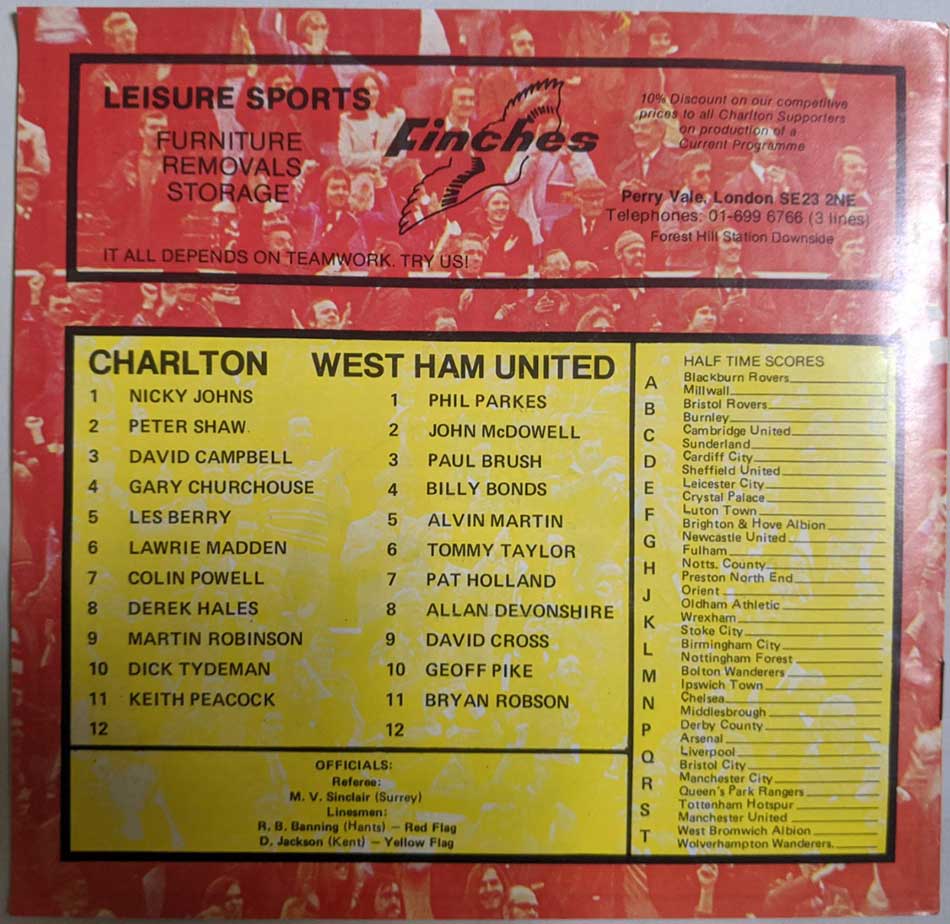 LEISURE SPORTS
FURNITURE
REMOVALS
STORAGE
IT ALL DEPENDS ON TEAMWORK. TRY US!
Finches
10% Discount on our competitive
prices to all Charlton Supporters
on production of a
Current Programme
Perry Vale, London SE23 2NE
Telephones: 01-699 6766 (3 lines)
Forest Hill Station Downside
CHARLTON
1 NICKY JOHNS
2 PETER SHAW
3 DAVID CAMPBELL
4 GARY CHURCHOUSE
5 LES BERRY
6 LAWRIE MADDEN
7 COLIN POWELL
8 DEREK HALES
9 MARTIN ROBINSON
10 DICK TYDEMAN
11 KEITH PEACOCK
12
WEST HAM UNITED
1 PHIL PARKES
2 JOHN McDOWELL
3 PAUL BRUSH
4 BILLY BONDS
5 ALVIN MARTIN
6 TOMMY TAYLOR
7 PAT HOLLAND
8 ALLAN DEVONSHIRE
9 DAVID CROSS
10 GEOFF PIKE
11 BRYAN ROBSON
12
OFFICIALS:
Referee:
M. V. Sinclair (Surrey)
Linesmen:
R. B. Banning (Hants) — Red Flag
D. Jackson (Kent) — Yellow Flag
HALF TIME SCORES
A Blackburn Rovers
Millwall
B Bristol Rovers
Burnley
C Cambridge United
Sunderland
D Cardiff City
Sheffield United
E Leicester City
Crystal Palace
F Luton Town
Brighton & Hove Albion
G Newcastle United
Fulham
H Notts. County
Preston North End
J Orient
Oldham Athletic
K Wrexham
Stoke City
L Birmingham City
Nottingham Forest
M Bolton Wanderers
Ipswich Town
N Chelsea
Middlesbrough
P Derby County
Arsenal
Q Liverpool
Bristol City
R Manchester City
Queen's Park Rangers
S Tottenham Hotspur
Manchester United
T West Bromwich Albion
Wolverhampton Wanderers.